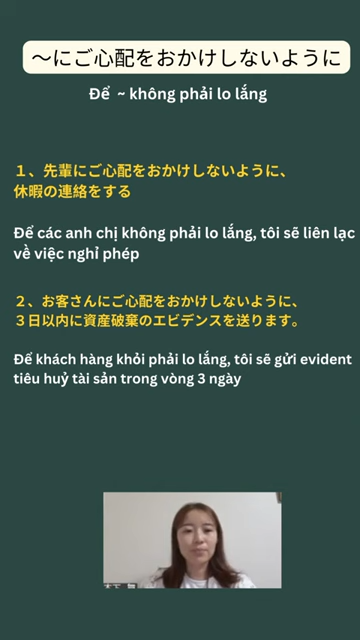 ～にご心配をおかけしないように
Để ~ không phải lo lắng
１、先輩にご心配をおかけしないように、
休暇の連絡をする
Để các anh chị không phải lo lắng, tôi sẽ liên lạc
về việc nghỉ phép
２、お客さんにご心配をおかけしないように、
３日以内に資産破棄のエビデンスを送ります。
Để khách hàng khỏi phải lo lắng, tôi sẽ gửi evident
tiêu huỷ tài sản trong vòng 3 ngày